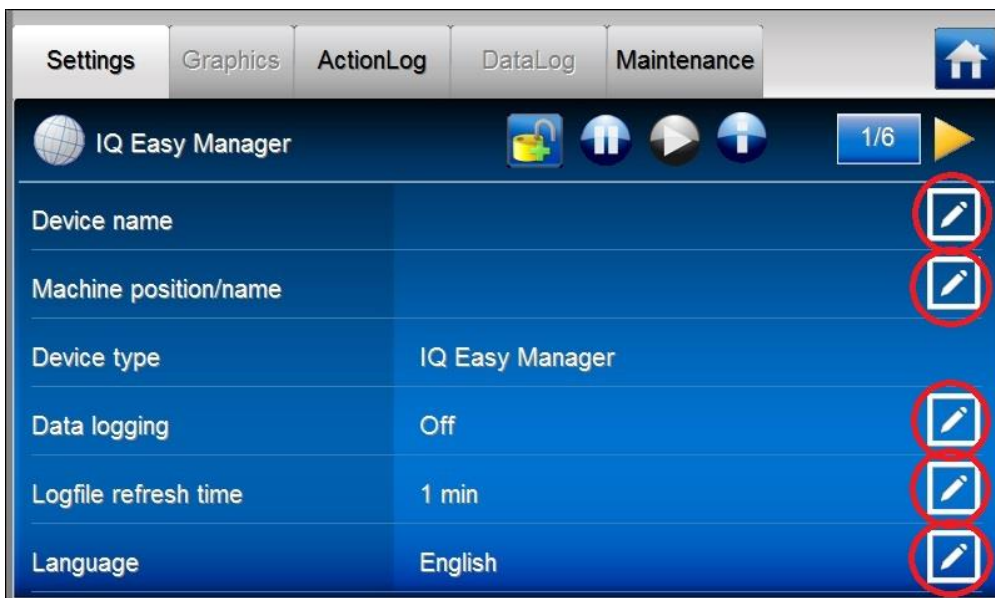 Settings Graphics ActionLog DataLog Maintenance
IQ Easy Manager 1/6
Device name
Machine position/name
Device type IQ Easy Manager
Data logging Off
Logfile refresh time 1 min
Language English